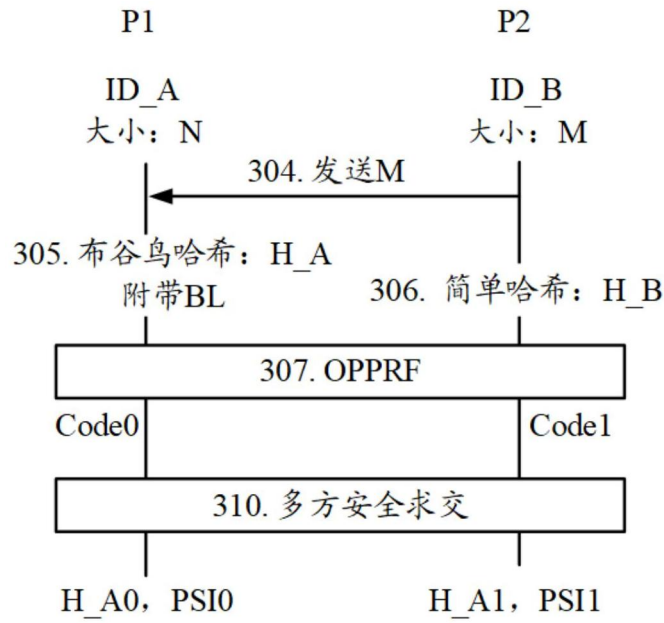 P1
P2
ID_A
大小：N
ID_B
大小：M
304. 发送M
305. 布谷鸟哈希：H_A
附带BL
306. 简单哈希：H_B
307. OPPRF
Code0
Code1
310. 多方安全求交
H_A0，PSI0
H_A1，PSI1